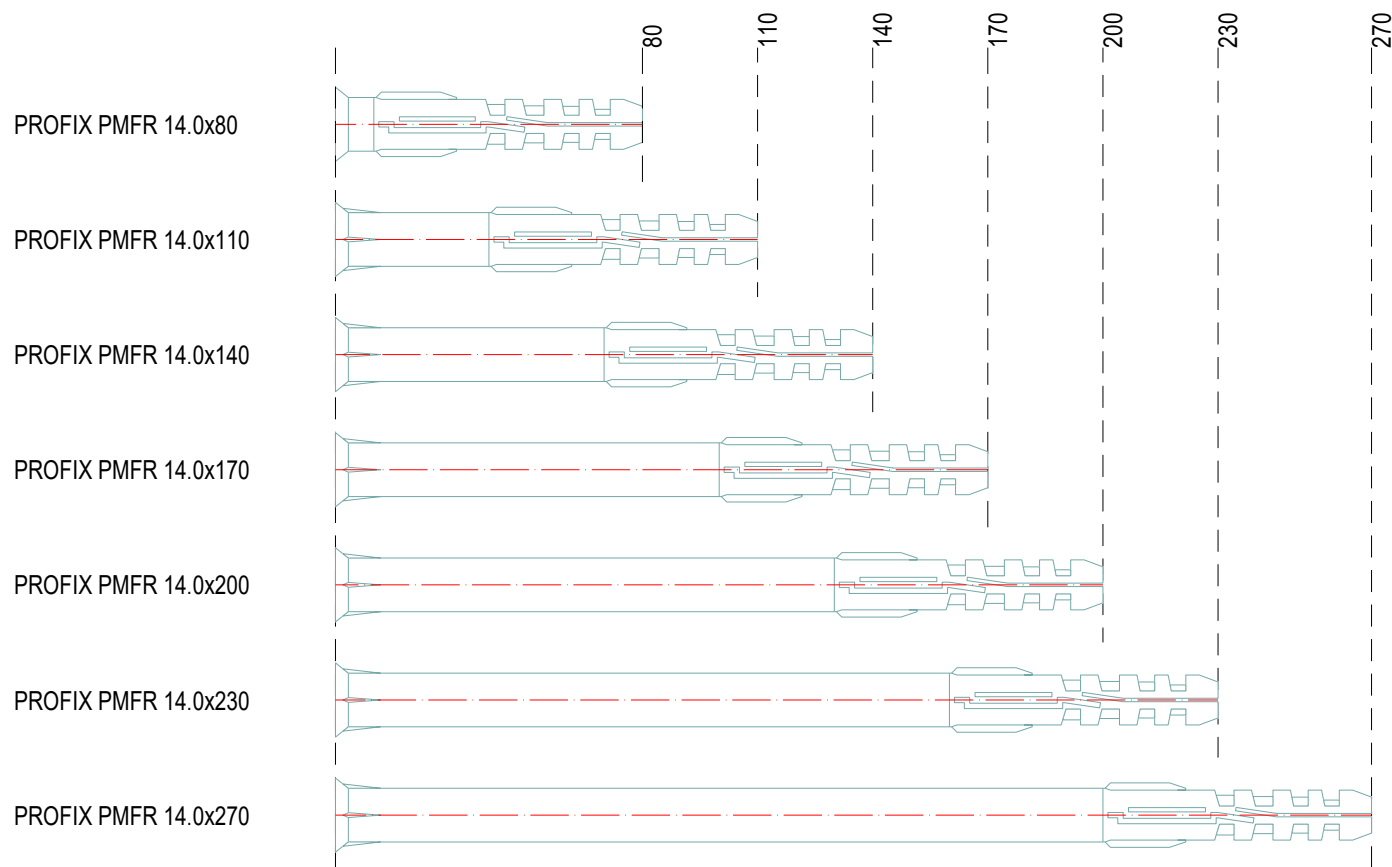 80
110
140
170
200
230
270
PROFIX PMFR 14.0x80
PROFIX PMFR 14.0x110
PROFIX PMFR 14.0x140
PROFIX PMFR 14.0x170
PROFIX PMFR 14.0x200
PROFIX PMFR 14.0x230
PROFIX PMFR 14.0x270